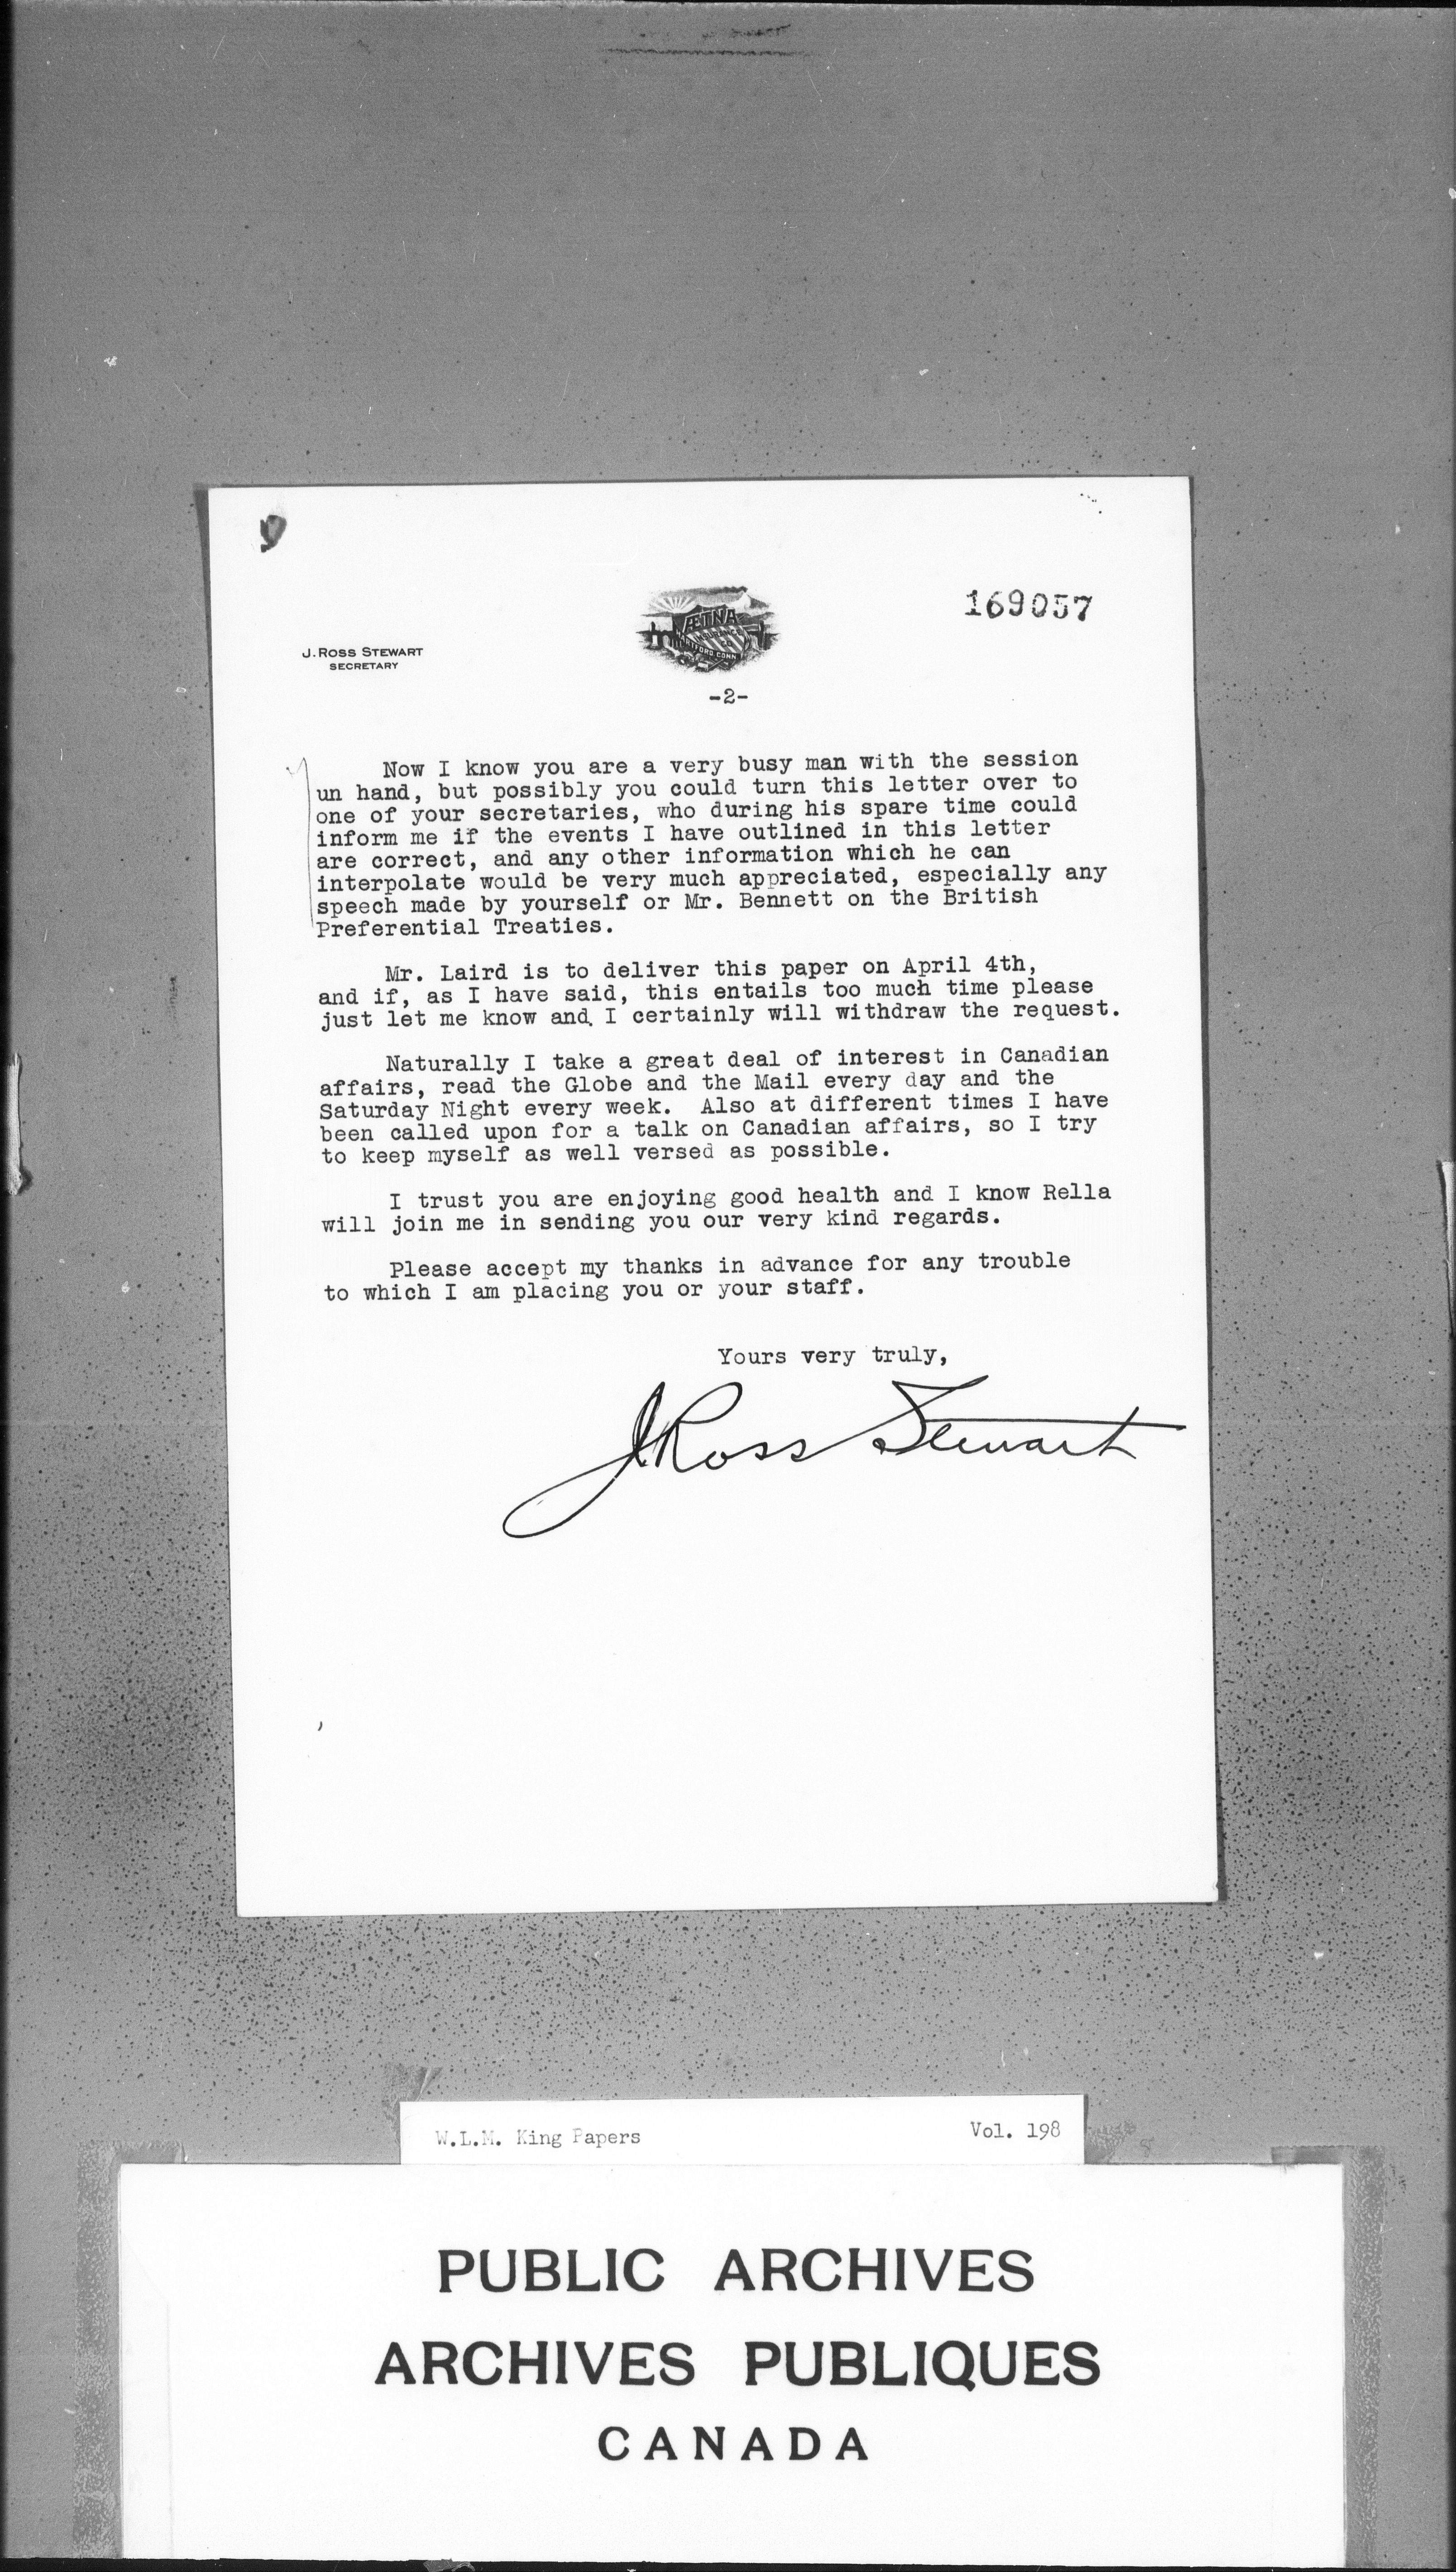 169057
ÆTNA
INSURANCE
CO.
HARTFORD CONN
J. ROSS STEWART
SECRETARY
-2-
Now I know you are a very busy man with the session
un hand, but possibly you could turn this letter over to
one of your secretaries, who during his spare time could
inform me if the events I have outlined in this letter
are correct, and any other information which he can
interpolate would be very much appreciated, especially any
speech made by yourself or Mr. Bennett on the British
Preferential Treaties.
Mr. Laird is to deliver this paper on April 4th,
and if, as I have said, this entails too much time please
just let me know and I certainly will withdraw the request.
Naturally I take a great deal of interest in Canadian
affairs, read the Globe and the Mail every day and the
Saturday Night every week. Also at different times I have
been called upon for a talk on Canadian affairs, so I try
to keep myself as well versed as possible.
I trust you are enjoying good health and I know Rella
will join me in sending you our very kind regards.
Please accept my thanks in advance for any trouble
to which I am placing you or your staff.
Yours very truly,
J Ross Stewart
W.L.M. King Papers Vol. 198
PUBLIC ARCHIVES
ARCHIVES PUBLIQUES
CANADA